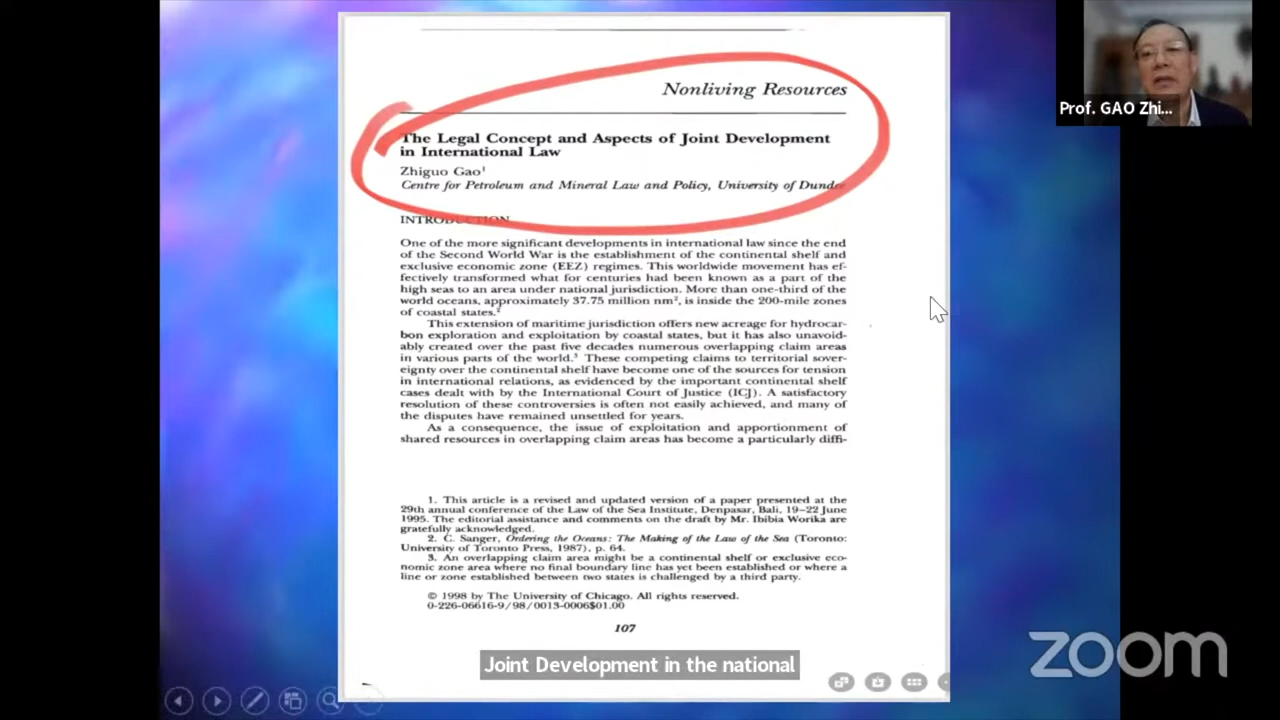 Nonliving Resources
The Legal Concept and Aspects of Joint Development
in International Law
Zhiguo Gao¹
Centre for Petroleum and Mineral Law and Policy, University of Dundee
INTRODUCTION
One of the more significant developments in international law since the end
of the Second World War is the establishment of the continental shelf and
exclusive economic zone (EEZ) regimes. This worldwide movement has ef-
fectively transformed what for centuries had been known as a part of the
high seas to an area under national jurisdiction. More than one-third of the
world oceans, approximately 37.75 million nm², is inside the 200-mile zones
of coastal states.²
This extension of maritime jurisdiction offers new acreage for hydrocar-
bon exploration and exploitation by coastal states, but it has also unavoid-
ably created over the past five decades numerous overlapping claim areas
in various parts of the world.³ These competing claims to territorial sover-
eignty over the continental shelf have become one of the sources for tension
in international relations, as evidenced by the important continental shelf
cases dealt with by the International Court of Justice (ICJ). A satisfactory
resolution of these controversies is often not easily achieved, and many of
the disputes have remained unsettled for years.
As a consequence, the issue of exploitation and apportionment of
shared resources in overlapping claim areas has become a particularly diffi-
1. This article is a revised and updated version of a paper presented at the
29th annual conference of the Law of the Sea Institute, Denpasar, Bali, 19–22 June
1995. The editorial assistance and comments on the draft by Mr. Ibibia Worika are
gratefully acknowledged.
2. C. Sanger, Ordering the Oceans: The Making of the Law of the Sea (Toronto:
University of Toronto Press, 1987), p. 64.
3. An overlapping claim area might be a continental shelf or exclusive eco-
nomic zone area where no final boundary line has yet been established or where a
line or zone established between two states is challenged by a third party.
© 1998 by The University of Chicago. All rights reserved.
0-226-06616-9/98/0013-0006$01.00
107
Joint Development in the national
Prof. GAO Zhi...
zoom